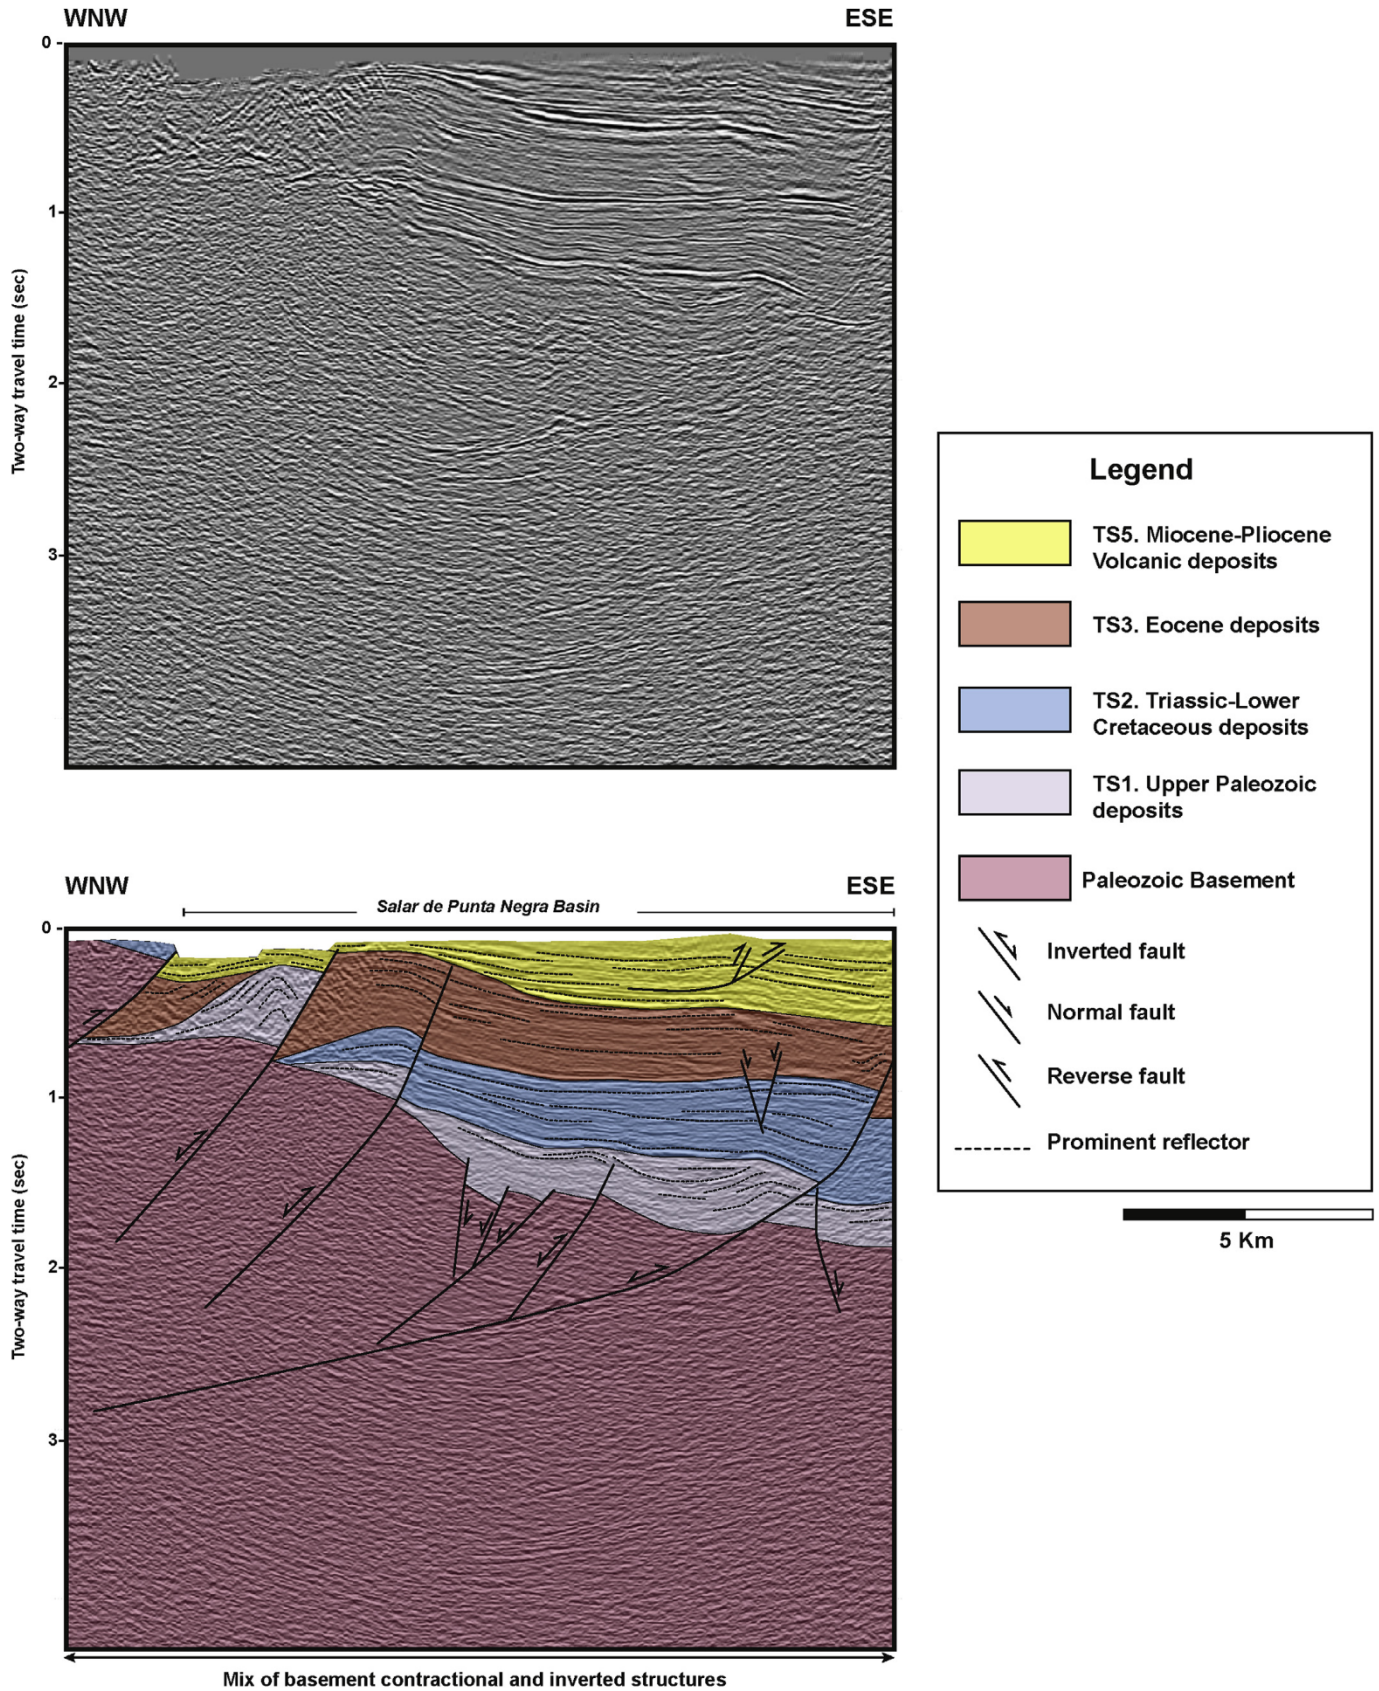 WNW
ESE
0
1
2
3
Two-way travel time (sec)
Legend
TS5. Miocene-Pliocene
Volcanic deposits
TS3. Eocene deposits
TS2. Triassic-Lower
Cretaceous deposits
TS1. Upper Paleozoic
deposits
Paleozoic Basement
Inverted fault
Normal fault
Reverse fault
Prominent reflector
5 Km
WNW
ESE
Salar de Punta Negra Basin
0
1
2
3
Two-way travel time (sec)
Mix of basement contractional and inverted structures